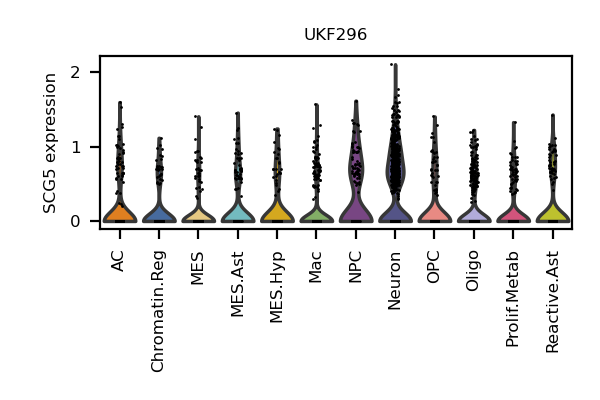 UKF296
SCG5 expression
2
1
0
AC
Chromatin.Reg
MES
MES.Ast
MES.Hyp
Mac
NPC
Neuron
OPC
Oligo
Prolif.Metab
Reactive.Ast